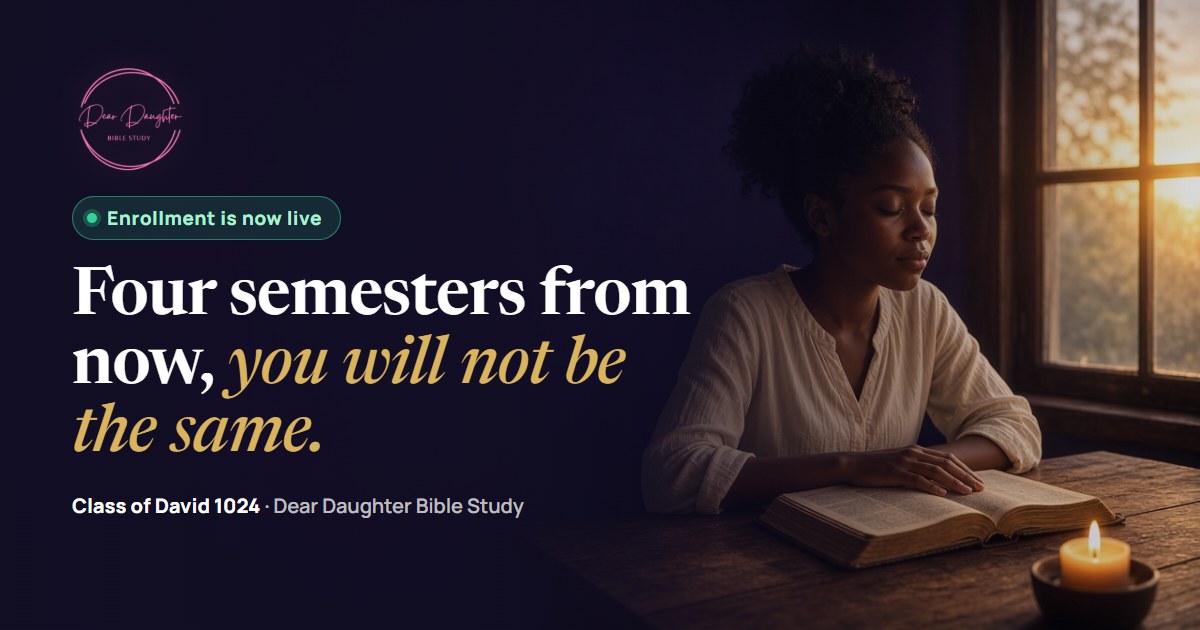 Dear Daughter
BIBLE STUDY
Enrollment is now live
Four semesters from
now, you will not be
the same.
Class of David 1024 · Dear Daughter Bible Study